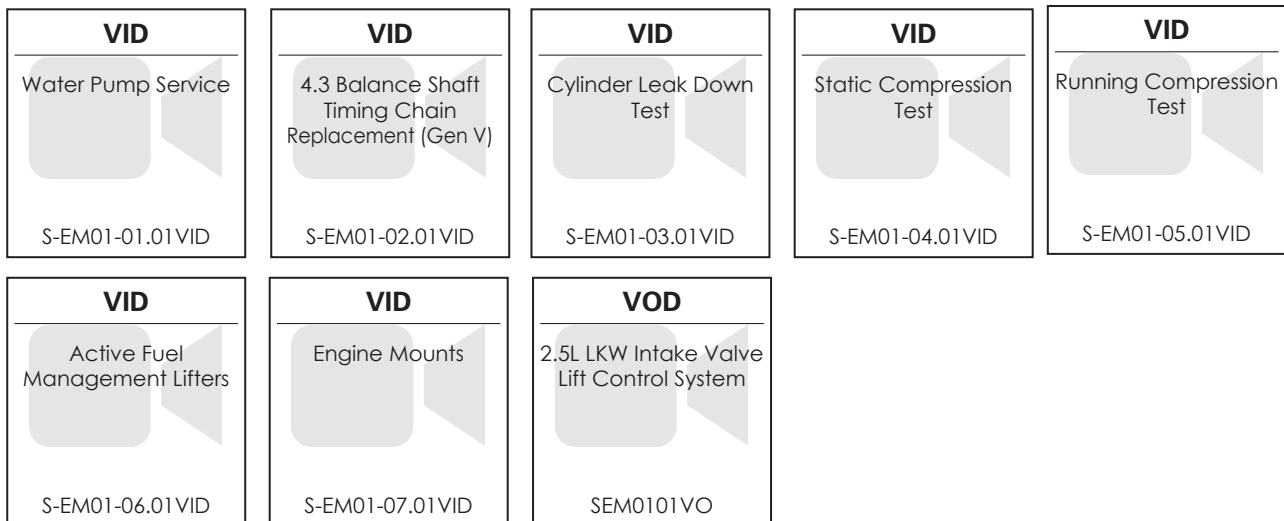 VID
Water Pump Service
S-EM01-01.01VID
VID
4.3 Balance Shaft
Timing Chain
Replacement (Gen V)
S-EM01-02.01VID
VID
Cylinder Leak Down
Test
S-EM01-03.01VID
VID
Static Compression
Test
S-EM01-04.01VID
VID
Running Compression
Test
S-EM01-05.01VID
VID
Active Fuel
Management Lifters
S-EM01-06.01VID
VID
Engine Mounts
S-EM01-07.01VID
VOD
2.5L LKW Intake Valve
Lift Control System
SEM0101VO